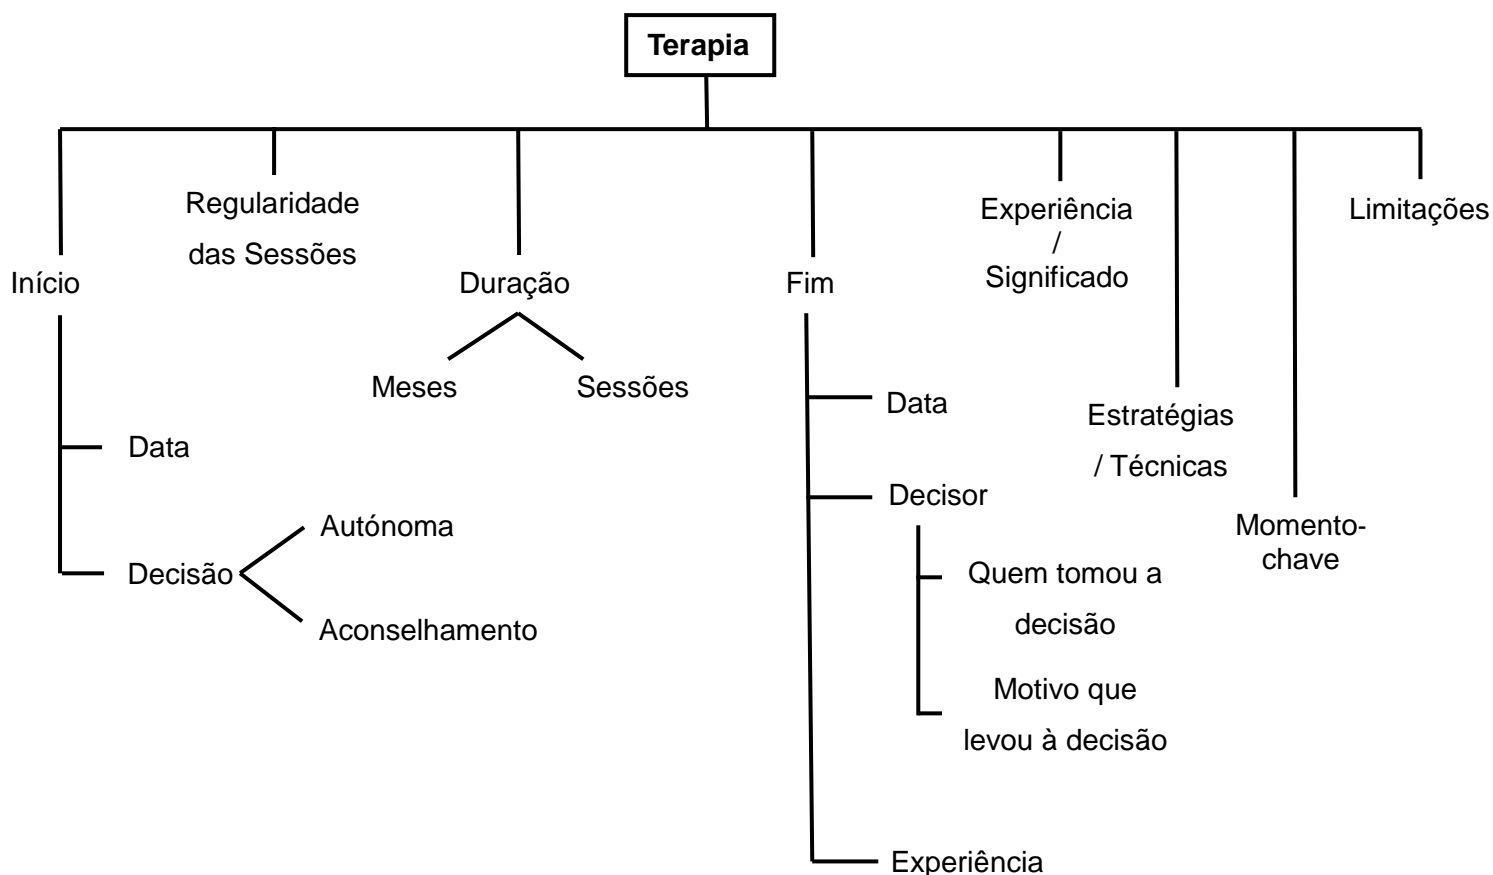 Terapia
Regularidade
das Sessões
Experiência
/
Significado
Limitações
Início
Duração
Fim
Meses
Sessões
Data
Estratégias
/ Técnicas
Data
Decisor
Autónoma
Momento-
chave
Decisão
Quem tomou a
decisão
Aconselhamento
Motivo que
levou à decisão
Experiência